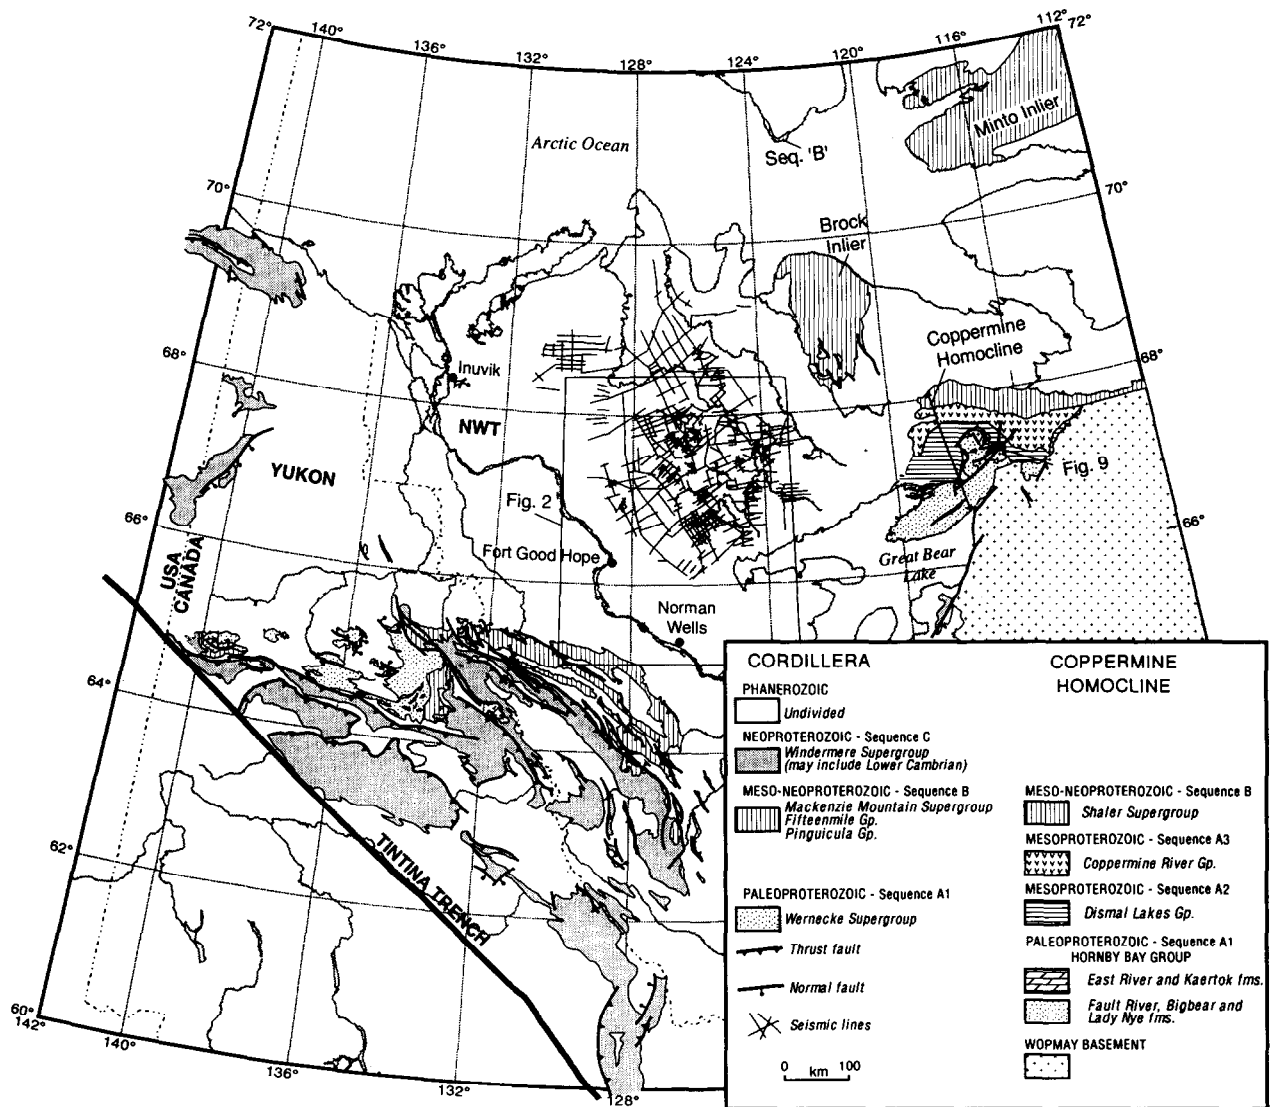 72°
140°
136°
132°
128°
124°
120°
116°
112°
72°
Arctic Ocean
Seq. 'B'
Minto Inlier
70°
70°
Brock
Inlier
Coppermine
Homocline
68°
68°
Inuvik
NWT
YUKON
Fig. 2
Fig. 9
66°
66°
Fort Good Hope
Great Bear
Lake
USA
CANADA
Norman
Wells
64°
62°
TINTINA TRENCH
60°
142°
140°
136°
132°
128°
CORDILLERA
PHANEROZOIC
Undivided
NEOPROTEROZOIC - Sequence C
Windermere Supergroup
(may include Lower Cambrian)
MESO-NEOPROTEROZOIC - Sequence B
Mackenzie Mountain Supergroup
Fifteenmile Gp.
Pinguicula Gp.
PALEOPROTEROZOIC - Sequence A1
Wernecke Supergroup
Thrust fault
Normal fault
Seismic lines
0 100
km
COPPERMINE
HOMOCLINE
MESO-NEOPROTEROZOIC - Sequence B
Shaler Supergroup
MESOPROTEROZOIC - Sequence A3
Coppermine River Gp.
MESOPROTEROZOIC - Sequence A2
Dismal Lakes Gp.
PALEOPROTEROZOIC - Sequence A1
HORNBY BAY GROUP
East River and Kaertok fms.
Fault River, Bigbear and
Lady Nye fms.
WOPMAY BASEMENT